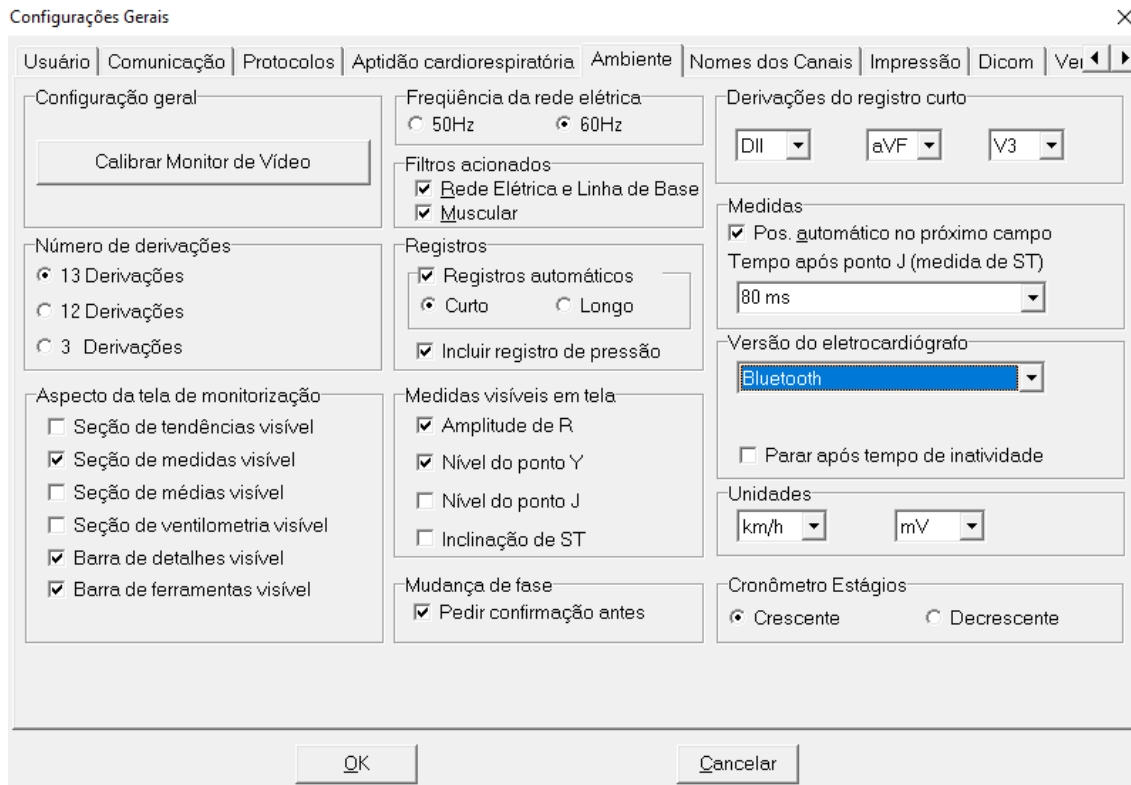 Configurações Gerais
Usuário
Comunicação
Protocolos
Aptidão cardiorespiratória
Ambiente
Nomes dos Canais
Impressão
Dicom
Configuração geral
Calibrar Monitor de Vídeo
Número de derivações
13 Derivações
12 Derivações
3 Derivações
Aspecto da tela de monitorização
Seção de tendências visível
Seção de medidas visível
Seção de médias visível
Seção de ventilometria visível
Barra de detalhes visível
Barra de ferramentas visível
Freqüência da rede elétrica
50Hz
60Hz
Filtros acionados
Rede Elétrica e Linha de Base
Muscular
Registros
Registros automáticos
Curto
Longo
Incluir registro de pressão
Medidas visíveis em tela
Amplitude de R
Nível do ponto Y
Nível do ponto J
Inclinação de ST
Mudança de fase
Pedir confirmação antes
Derivações do registro curto
DII
aVF
V3
Medidas
Pos. automático no próximo campo
Tempo após ponto J (medida de ST)
80 ms
Versão do eletrocardiógrafo
Bluetooth
Parar após tempo de inatividade
Unidades
km/h
mV
Cronômetro Estágios
Crescente
Decrescente
OK
Cancelar